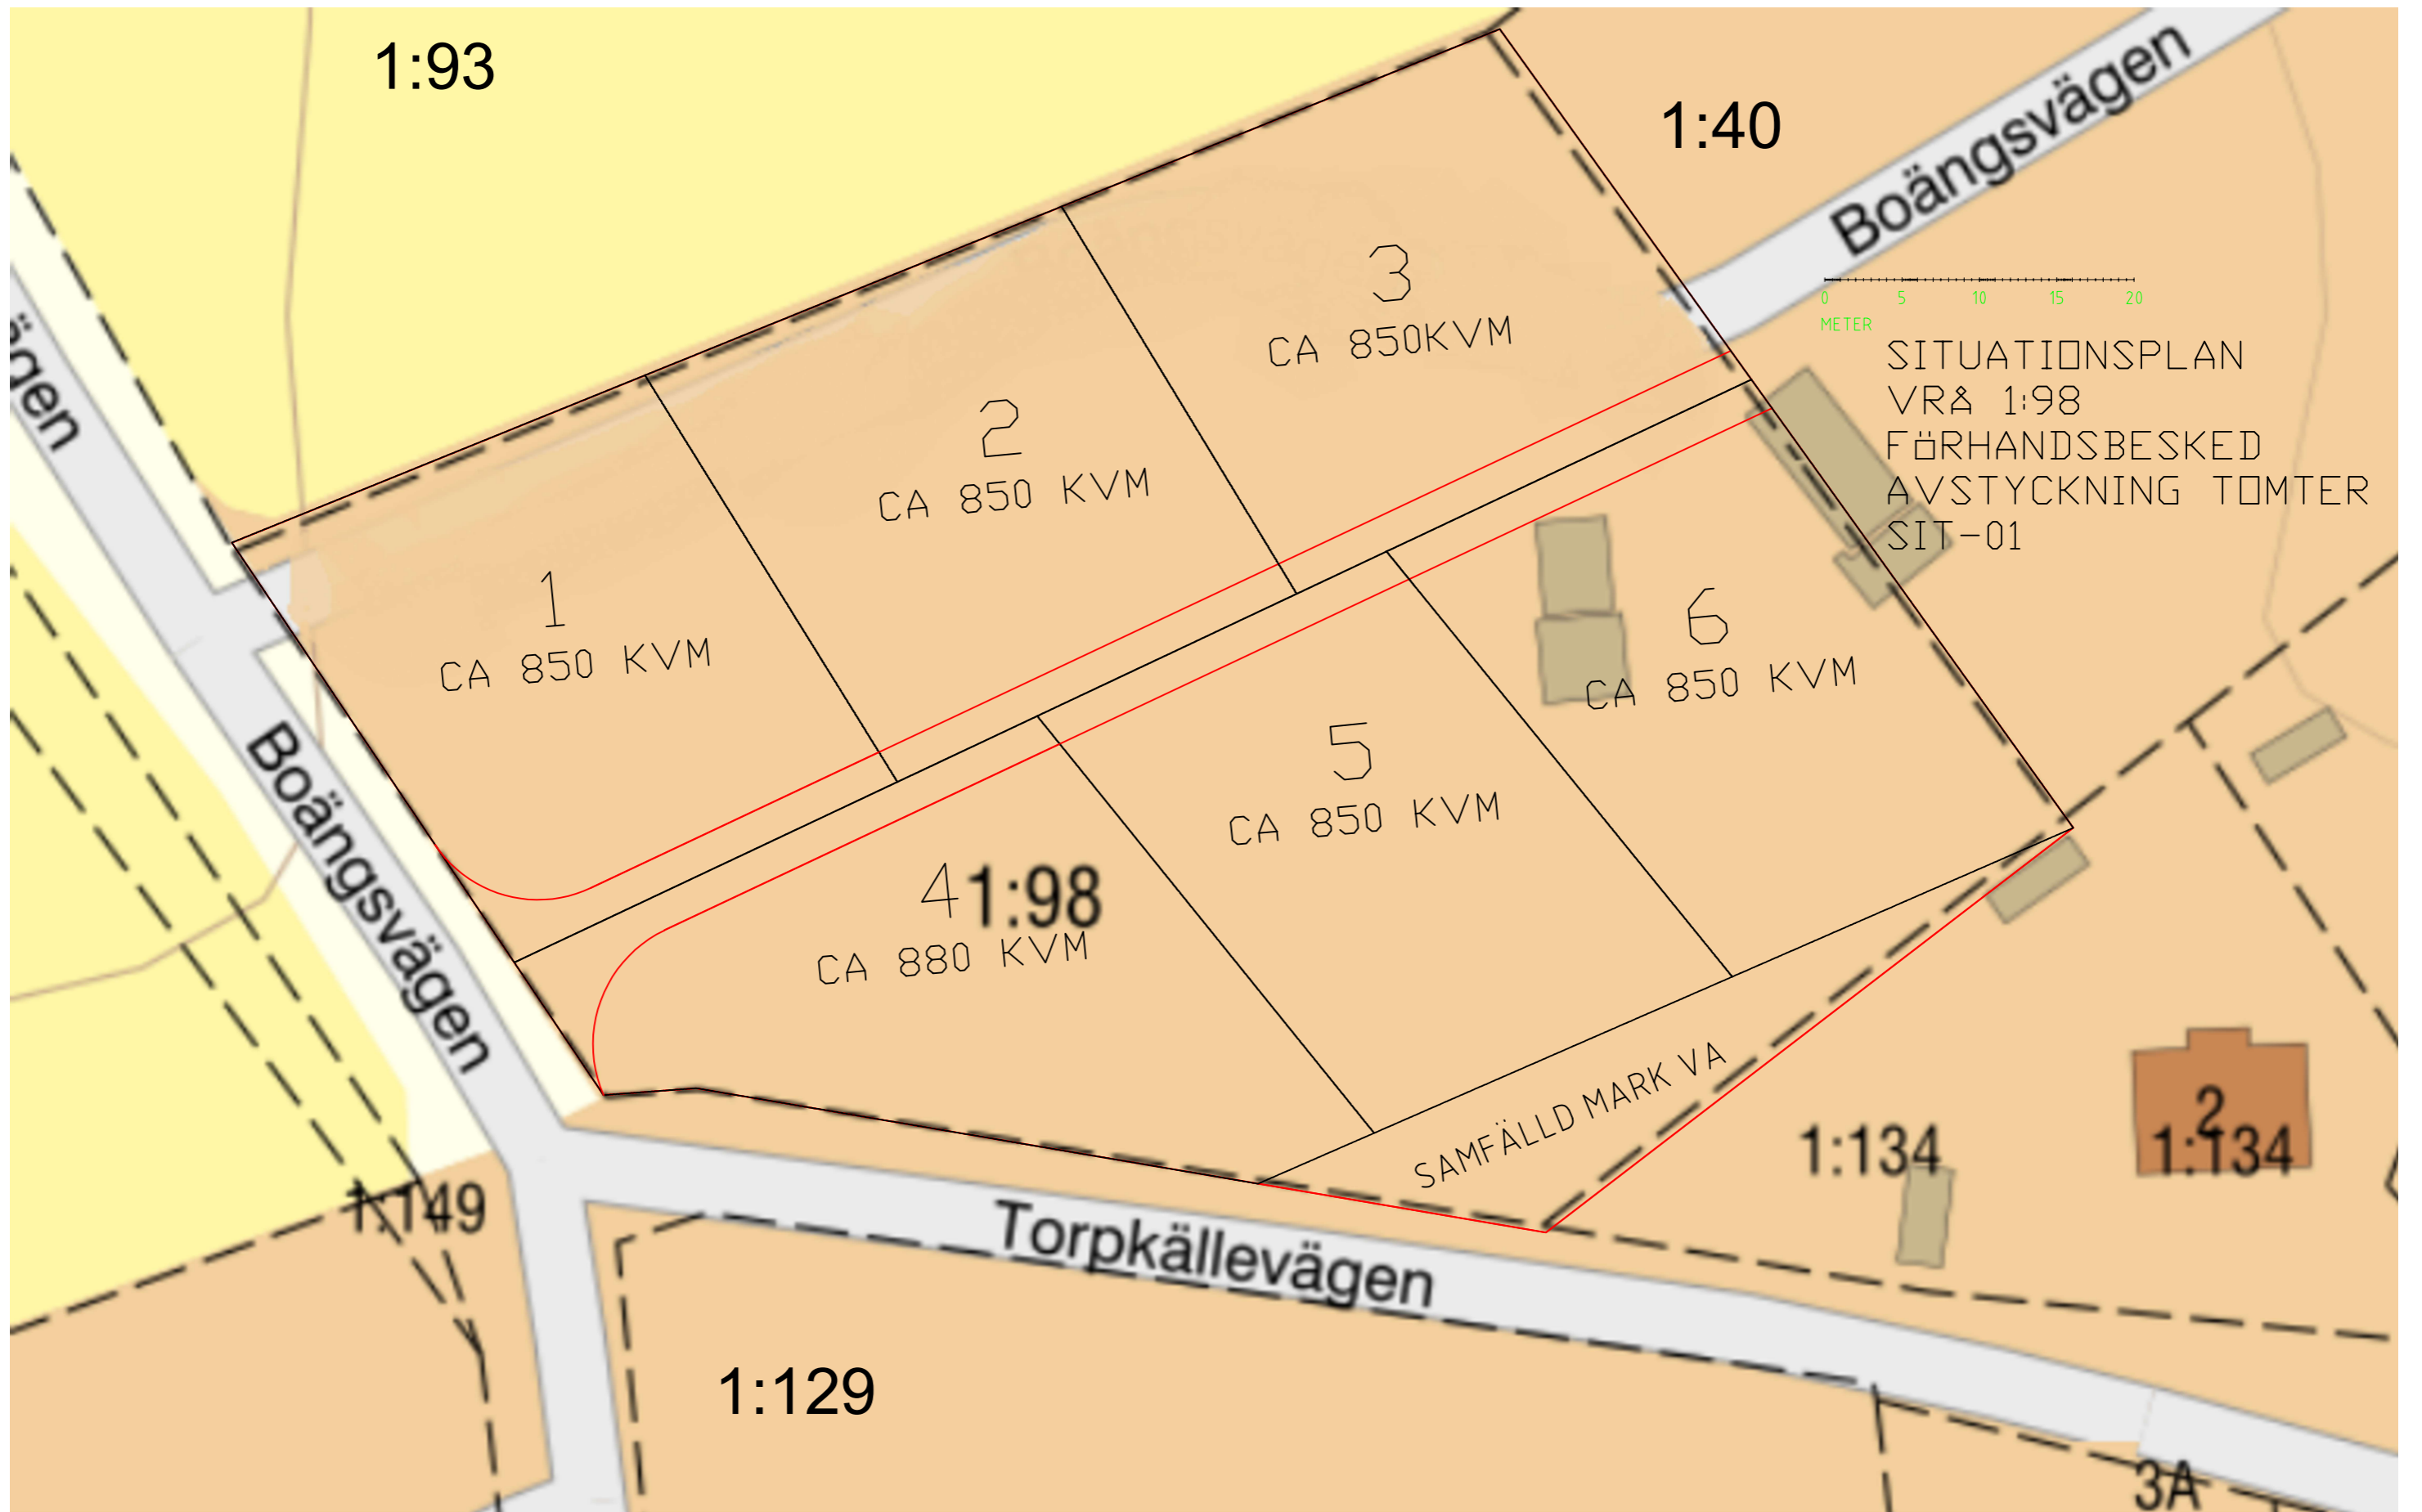 1:93
1:40
Boängsvägen
0 5 10 15 20
METER
SITUATIONSPLAN
VRÅ 1:98
FÖRHANDSBESKED
AVSTYCKNING TOMTER
SIT-01
3
CA 850KVM
2
CA 850 KVM
1
CA 850 KVM
6
CA 850 KVM
5
CA 850 KVM
4
1:98
CA 880 KVM
Boängsvägen
SAMFÄLLD MARK VA
2
1:134
1:134
1:149
Torpkällevägen
1:129
3A